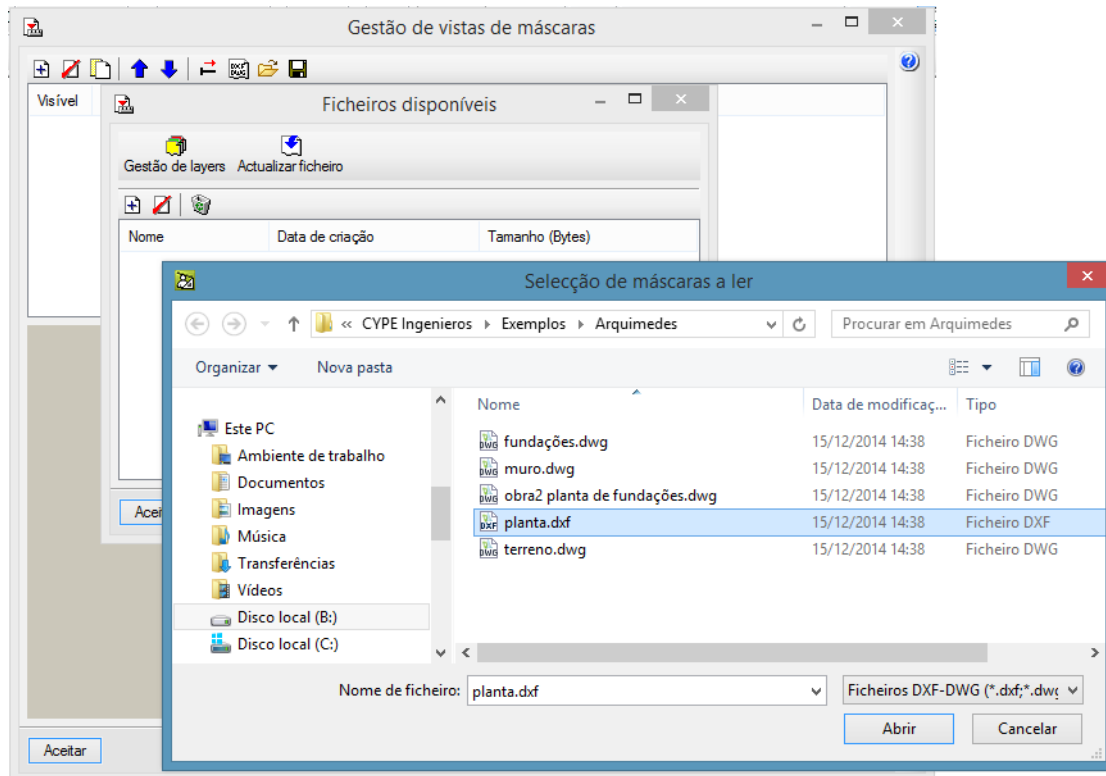 Gestão de vistas de máscaras
Visível
Ficheiros disponíveis
Gestão de layers Actualizar ficheiro
Nome Data de criação Tamanho (Bytes)
Selecção de máscaras a ler
« CYPE Ingenieros Exemplos Arquimedes
Procurar em Arquimedes
Organizar Nova pasta
Nome Data de modificaç... Tipo
Este PC
Ambiente de trabalho
Documentos
Imagens
Música
Transferências
Vídeos
Disco local (B:)
Disco local (C:)
fundações.dwg 15/12/2014 14:38 Ficheiro DWG
muro.dwg 15/12/2014 14:38 Ficheiro DWG
obra2 planta de fundações.dwg 15/12/2014 14:38 Ficheiro DWG
planta.dxf 15/12/2014 14:38 Ficheiro DXF
terreno.dwg 15/12/2014 14:38 Ficheiro DWG
Nome de ficheiro: planta.dxf Ficheiros DXF-DWG (*.dxf;*.dwg
Abrir Cancelar
Acei
Aceitar